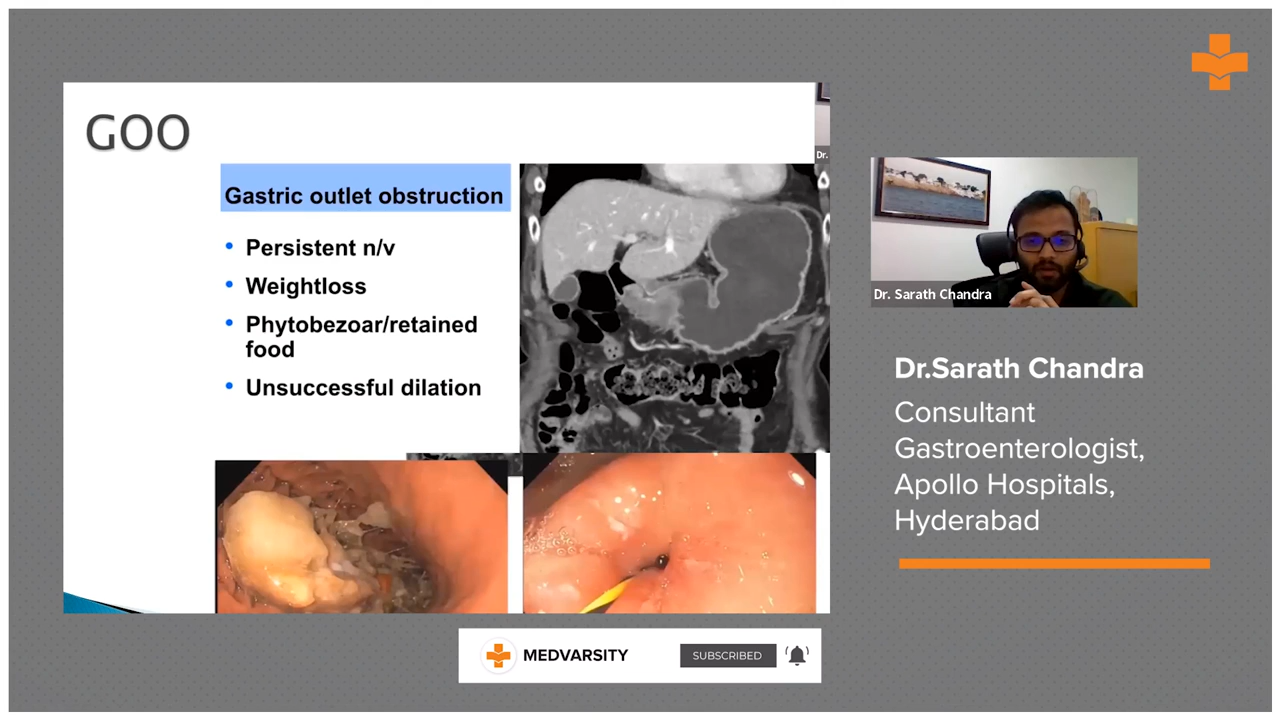 GOO
Dr.
Gastric outlet obstruction
Persistent n/v
Weightloss
Phytobezoar/retained
food
Unsuccessful dilation
Dr. Sarath Chandra
Dr.Sarath Chandra
Consultant
Gastroenterologist,
Apollo Hospitals,
Hyderabad
MEDVARSITY
SUBSCRIBED